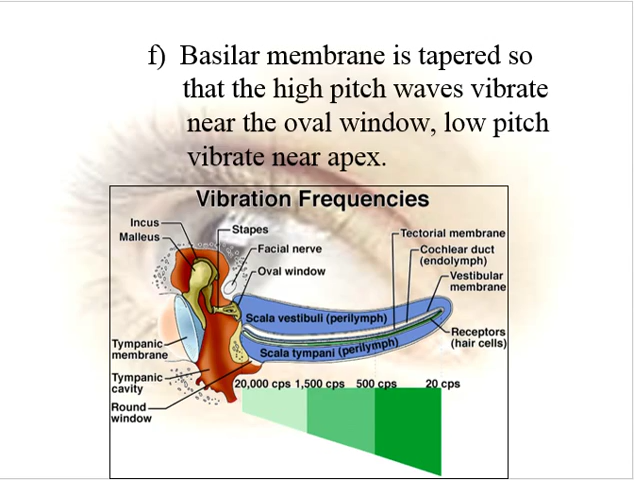 f) Basilar membrane is tapered so
that the high pitch waves vibrate
near the oval window, low pitch
vibrate near apex.
Vibration Frequencies
Incus
Malleus
Stapes
Facial nerve
Oval window
Tectorial membrane
Cochlear duct
(endolymph)
Vestibular
membrane
Scala vestibuli (perilymph)
Scala tympani (perilymph)
Receptors
(hair cells)
Tympanic
membrane
Tympanic
cavity
Round
window
20,000 cps 1,500 cps 500 cps 20 cps